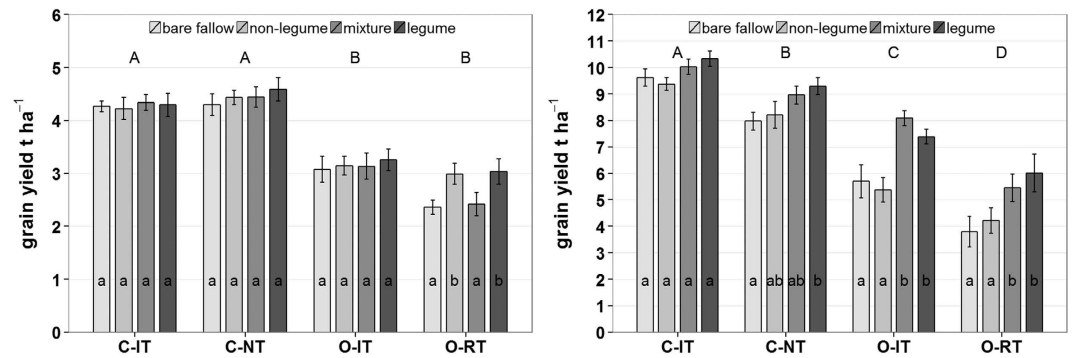 6
5
4
3
2
1
0
grain yield t ha⁻¹
bare fallow non-legume mixture legume
A A B B
a a a a a a a a a a a a a b a b
C-IT C-NT O-IT O-RT
12
11
10
9
8
7
6
5
4
3
2
1
0
grain yield t ha⁻¹
bare fallow non-legume mixture legume
A B C D
a a a a a ab ab b a a b b a a b b
C-IT C-NT O-IT O-RT